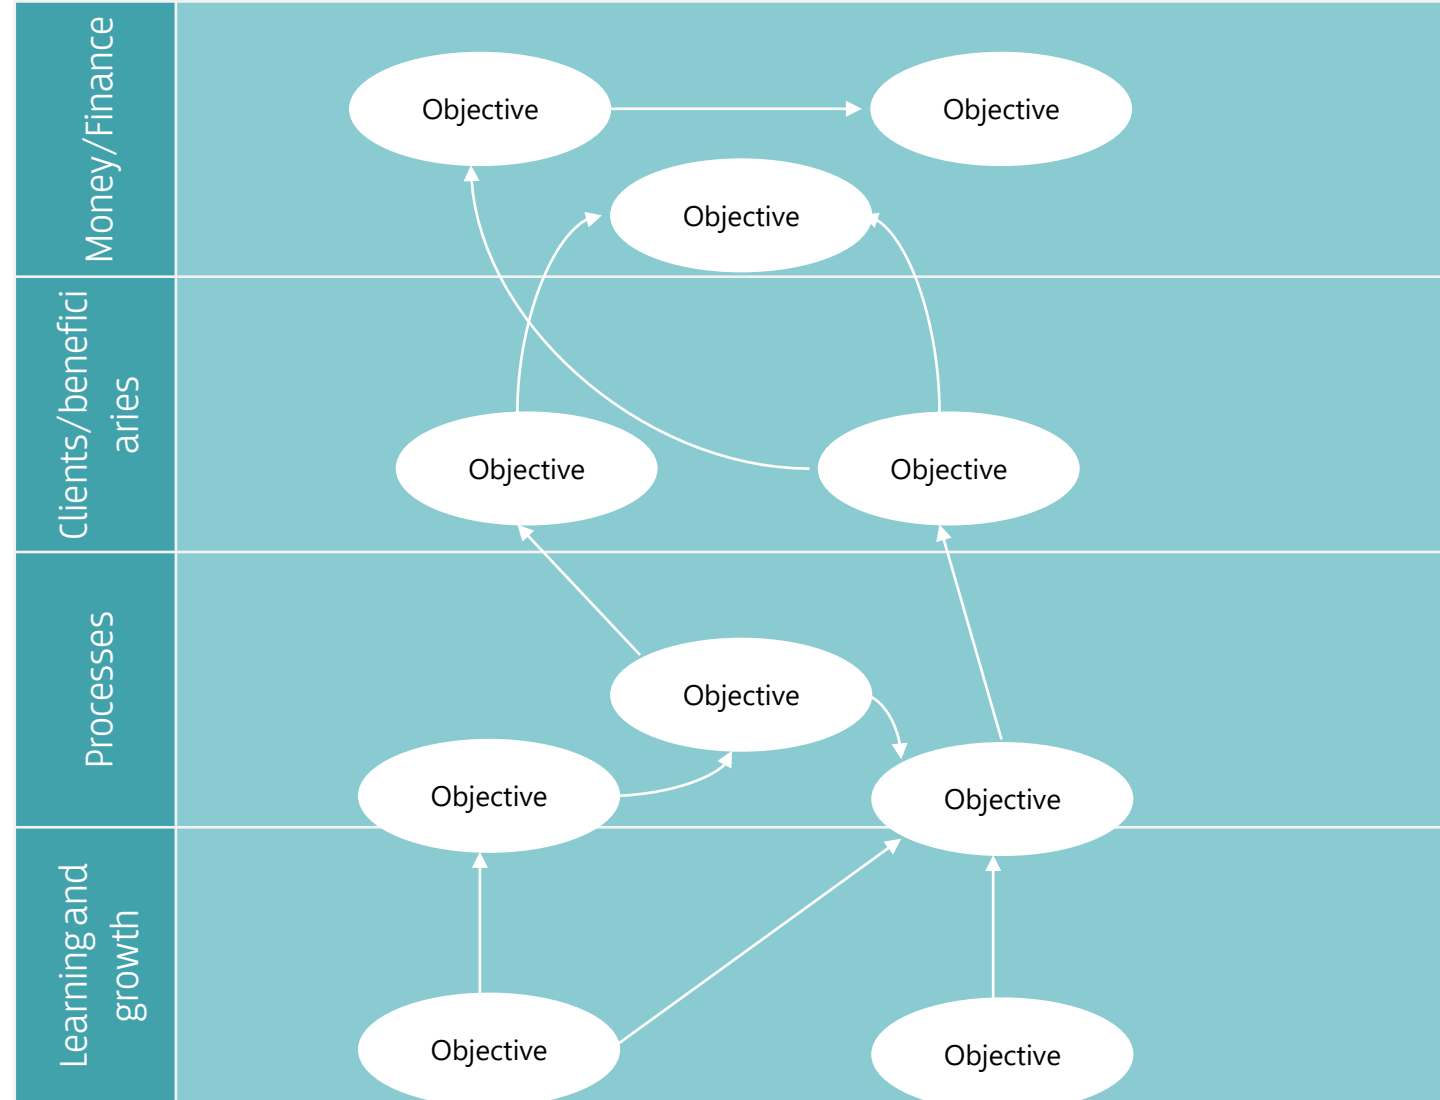 Money/Finance
Objective
Objective
Objective
Clients/benefici
aries
Objective
Objective
Processes
Objective
Objective
Objective
Learning and
growth
Objective
Objective